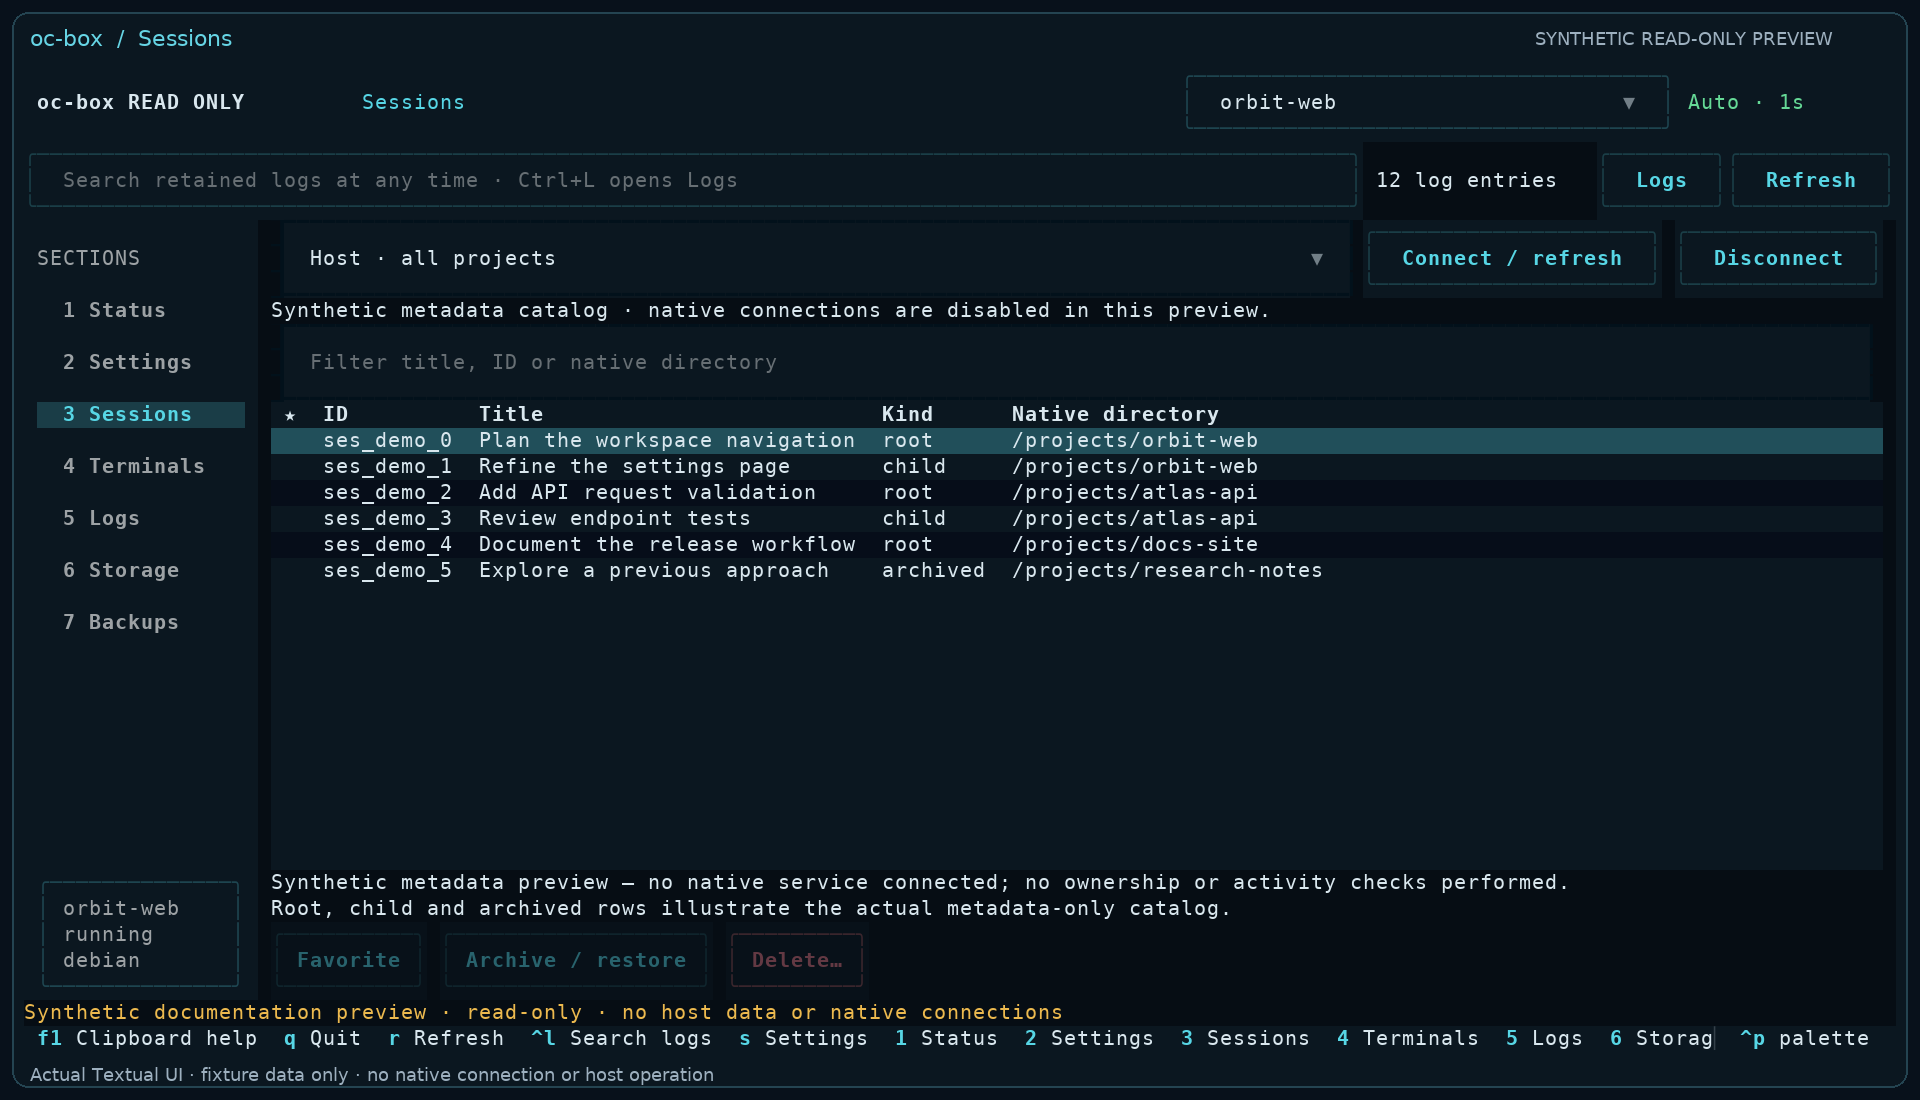 oc-box / Sessions
SYNTHETIC READ-ONLY PREVIEW
oc-box READ ONLY Sessions orbit-web ▼ Auto · 1s
Search retained logs at any time · Ctrl+L opens Logs 12 log entries Logs Refresh
SECTIONS
1 Status
2 Settings
3 Sessions
4 Terminals
5 Logs
6 Storage
7 Backups
orbit-web
running
debian
Host · all projects ▼ Connect / refresh Disconnect
Synthetic metadata catalog · native connections are disabled in this preview.
Filter title, ID or native directory
★ ID Title Kind Native directory
ses_demo_0 Plan the workspace navigation root /projects/orbit-web
ses_demo_1 Refine the settings page child /projects/orbit-web
ses_demo_2 Add API request validation root /projects/atlas-api
ses_demo_3 Review endpoint tests child /projects/atlas-api
ses_demo_4 Document the release workflow root /projects/docs-site
ses_demo_5 Explore a previous approach archived /projects/research-notes
Synthetic metadata preview — no native service connected; no ownership or activity checks performed.
Root, child and archived rows illustrate the actual metadata-only catalog.
Favorite Archive / restore Delete…
Synthetic documentation preview · read-only · no host data or native connections
f1 Clipboard help q Quit r Refresh ^l Search logs s Settings 1 Status 2 Settings 3 Sessions 4 Terminals 5 Logs 6 Storag ^p palette
Actual Textual UI · fixture data only · no native connection or host operation